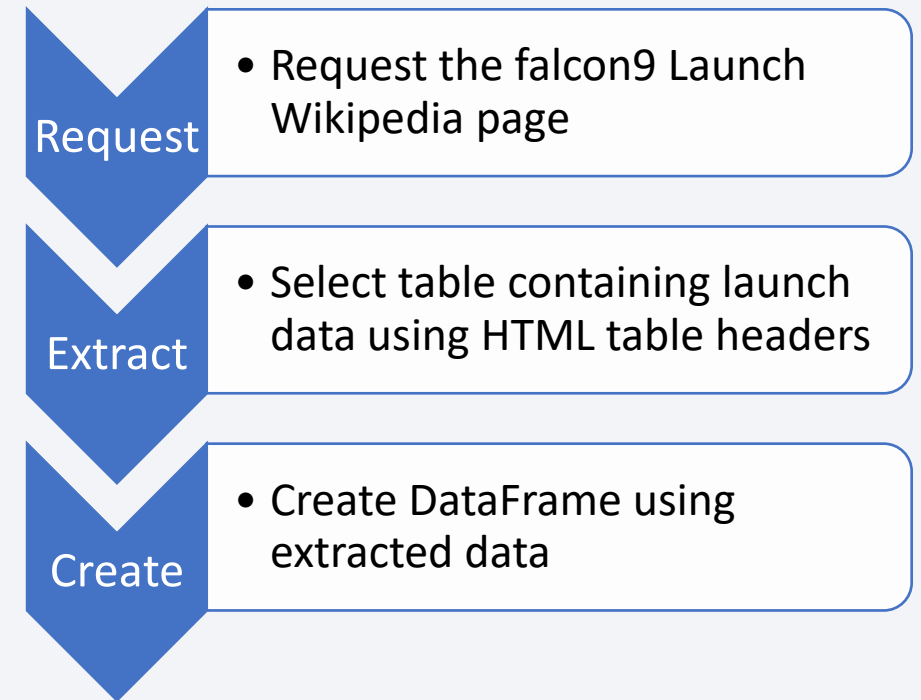 Request
• Request the falcon9 Launch
Wikipedia page
Extract
• Select table containing launch
data using HTML table headers
Create
• Create DataFrame using
extracted data